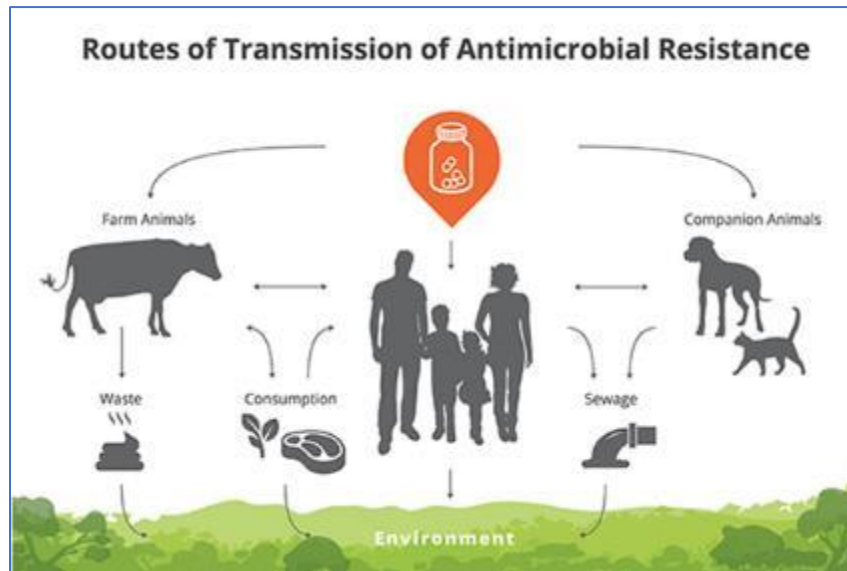 Routes of Transmission of Antimicrobial Resistance
Farm Animals
Companion Animals
Waste
Consumption
Sewage
Environment